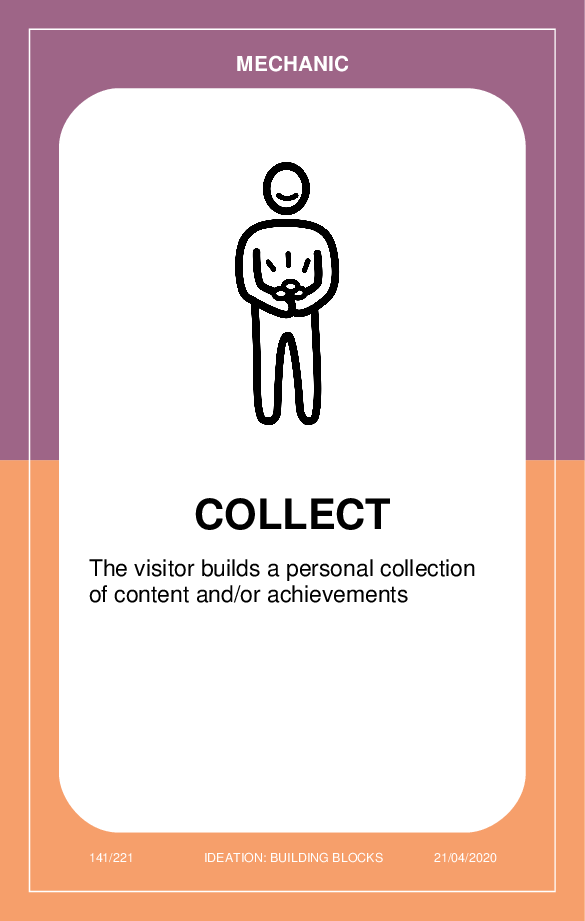 MECHANIC
COLLECT
The visitor builds a personal collection
of content and/or achievements
141/221 IDEATION: BUILDING BLOCKS 21/04/2020